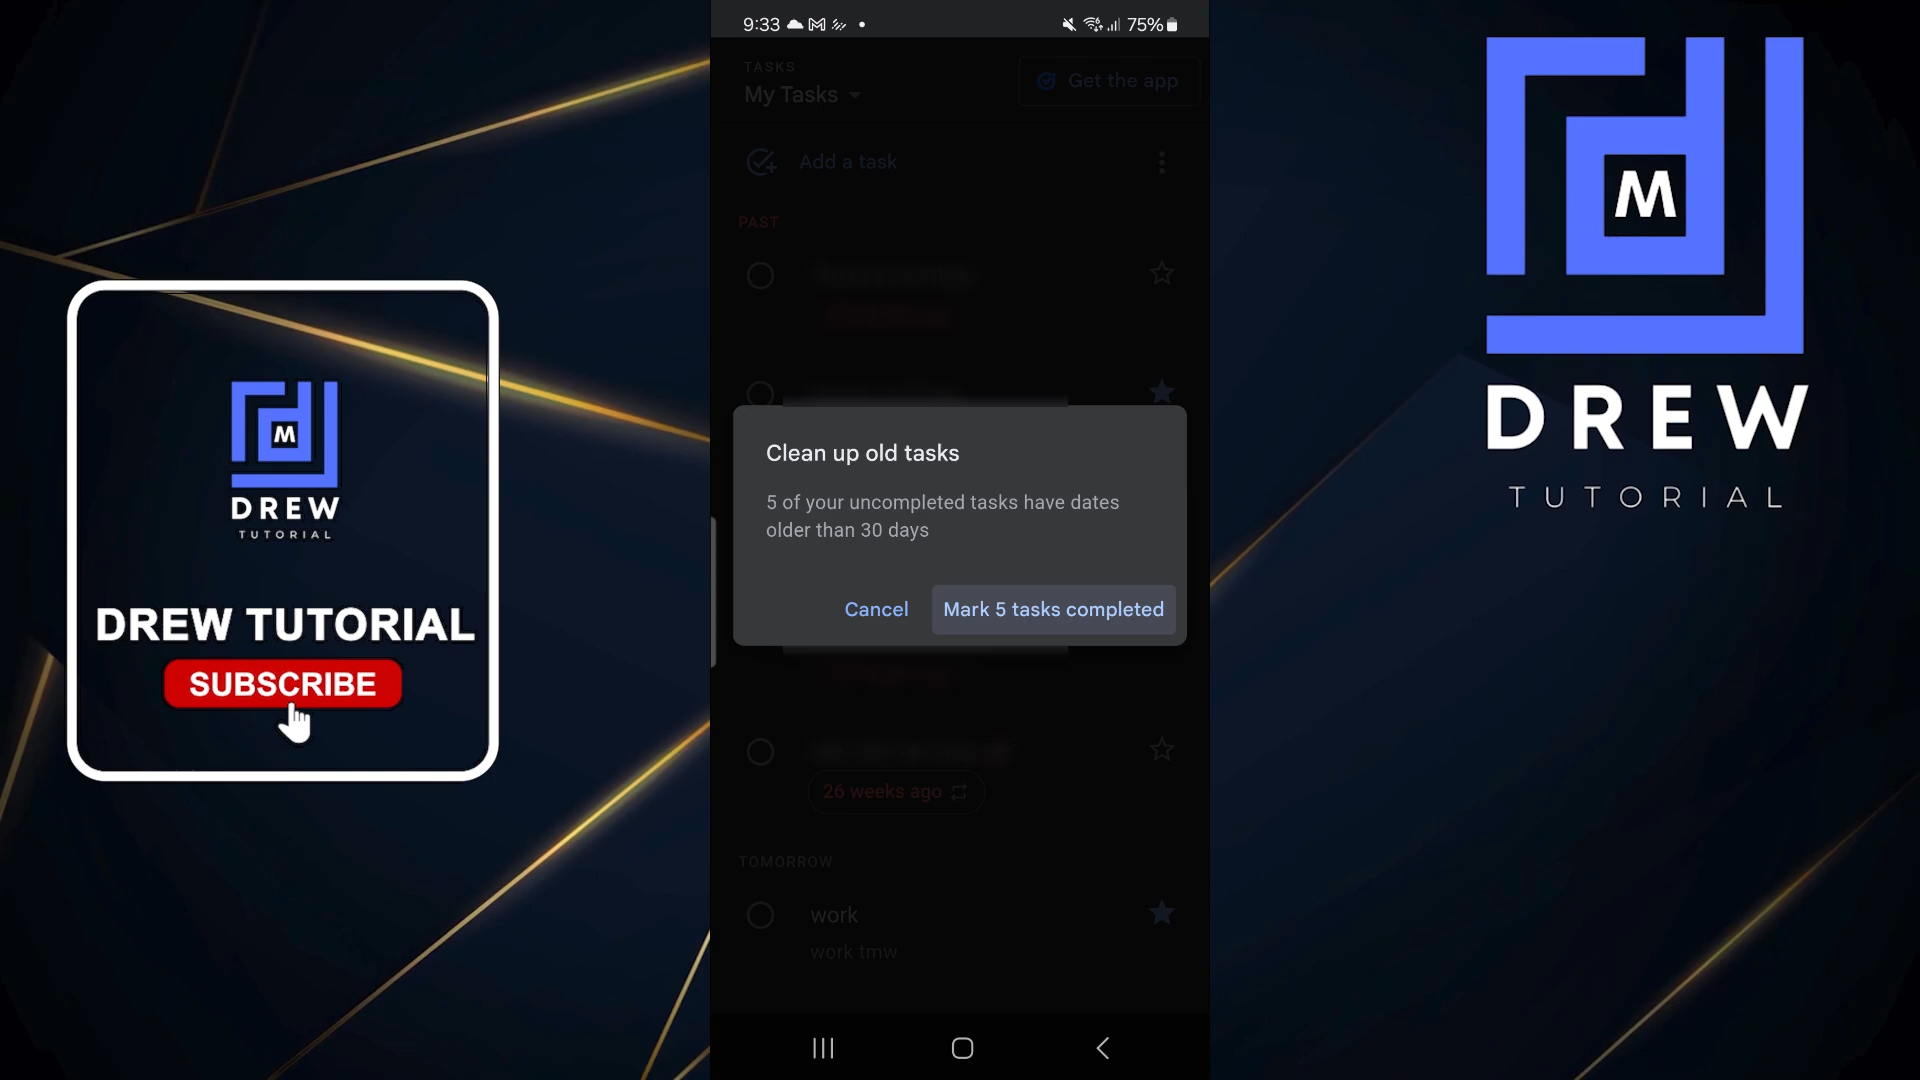 9:33
75%
TASKS
My Tasks
Get the app
Add a task
PAST
Clean up old tasks
5 of your uncompleted tasks have dates
older than 30 days
Cancel
Mark 5 tasks completed
26 weeks ago
TOMORROW
work
work tmw
M
DREW
TUTORIAL
DREW TUTORIAL
SUBSCRIBE
M
DREW
TUTORIAL